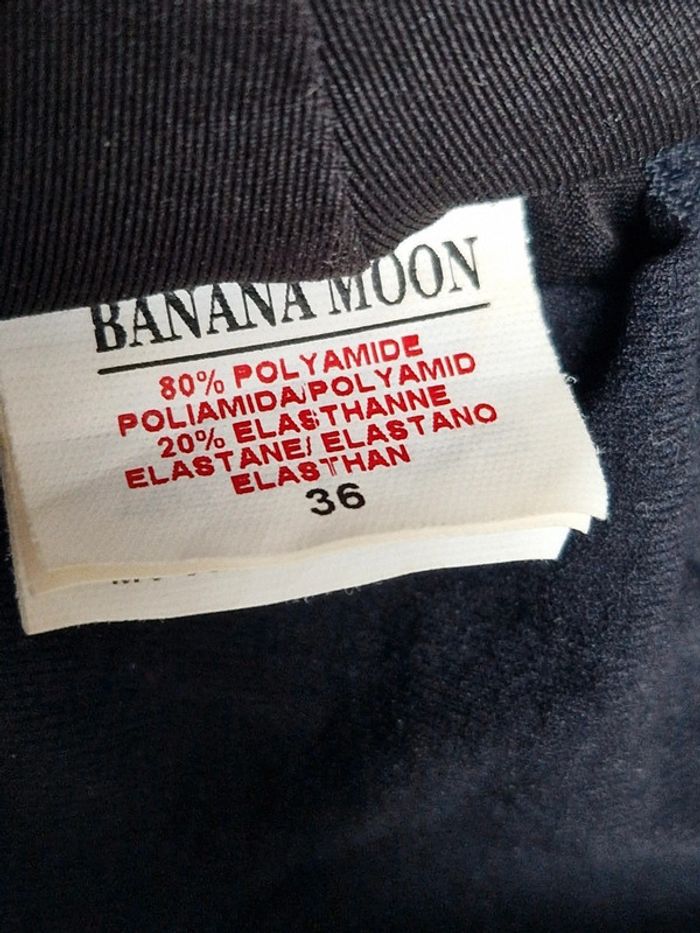 BANANA MOON
80% POLYAMIDE
POLIAMIDA/POLYAMID
20% ELASTHANNE
ELASTANE/ ELASTANO
ELASTHAN
36